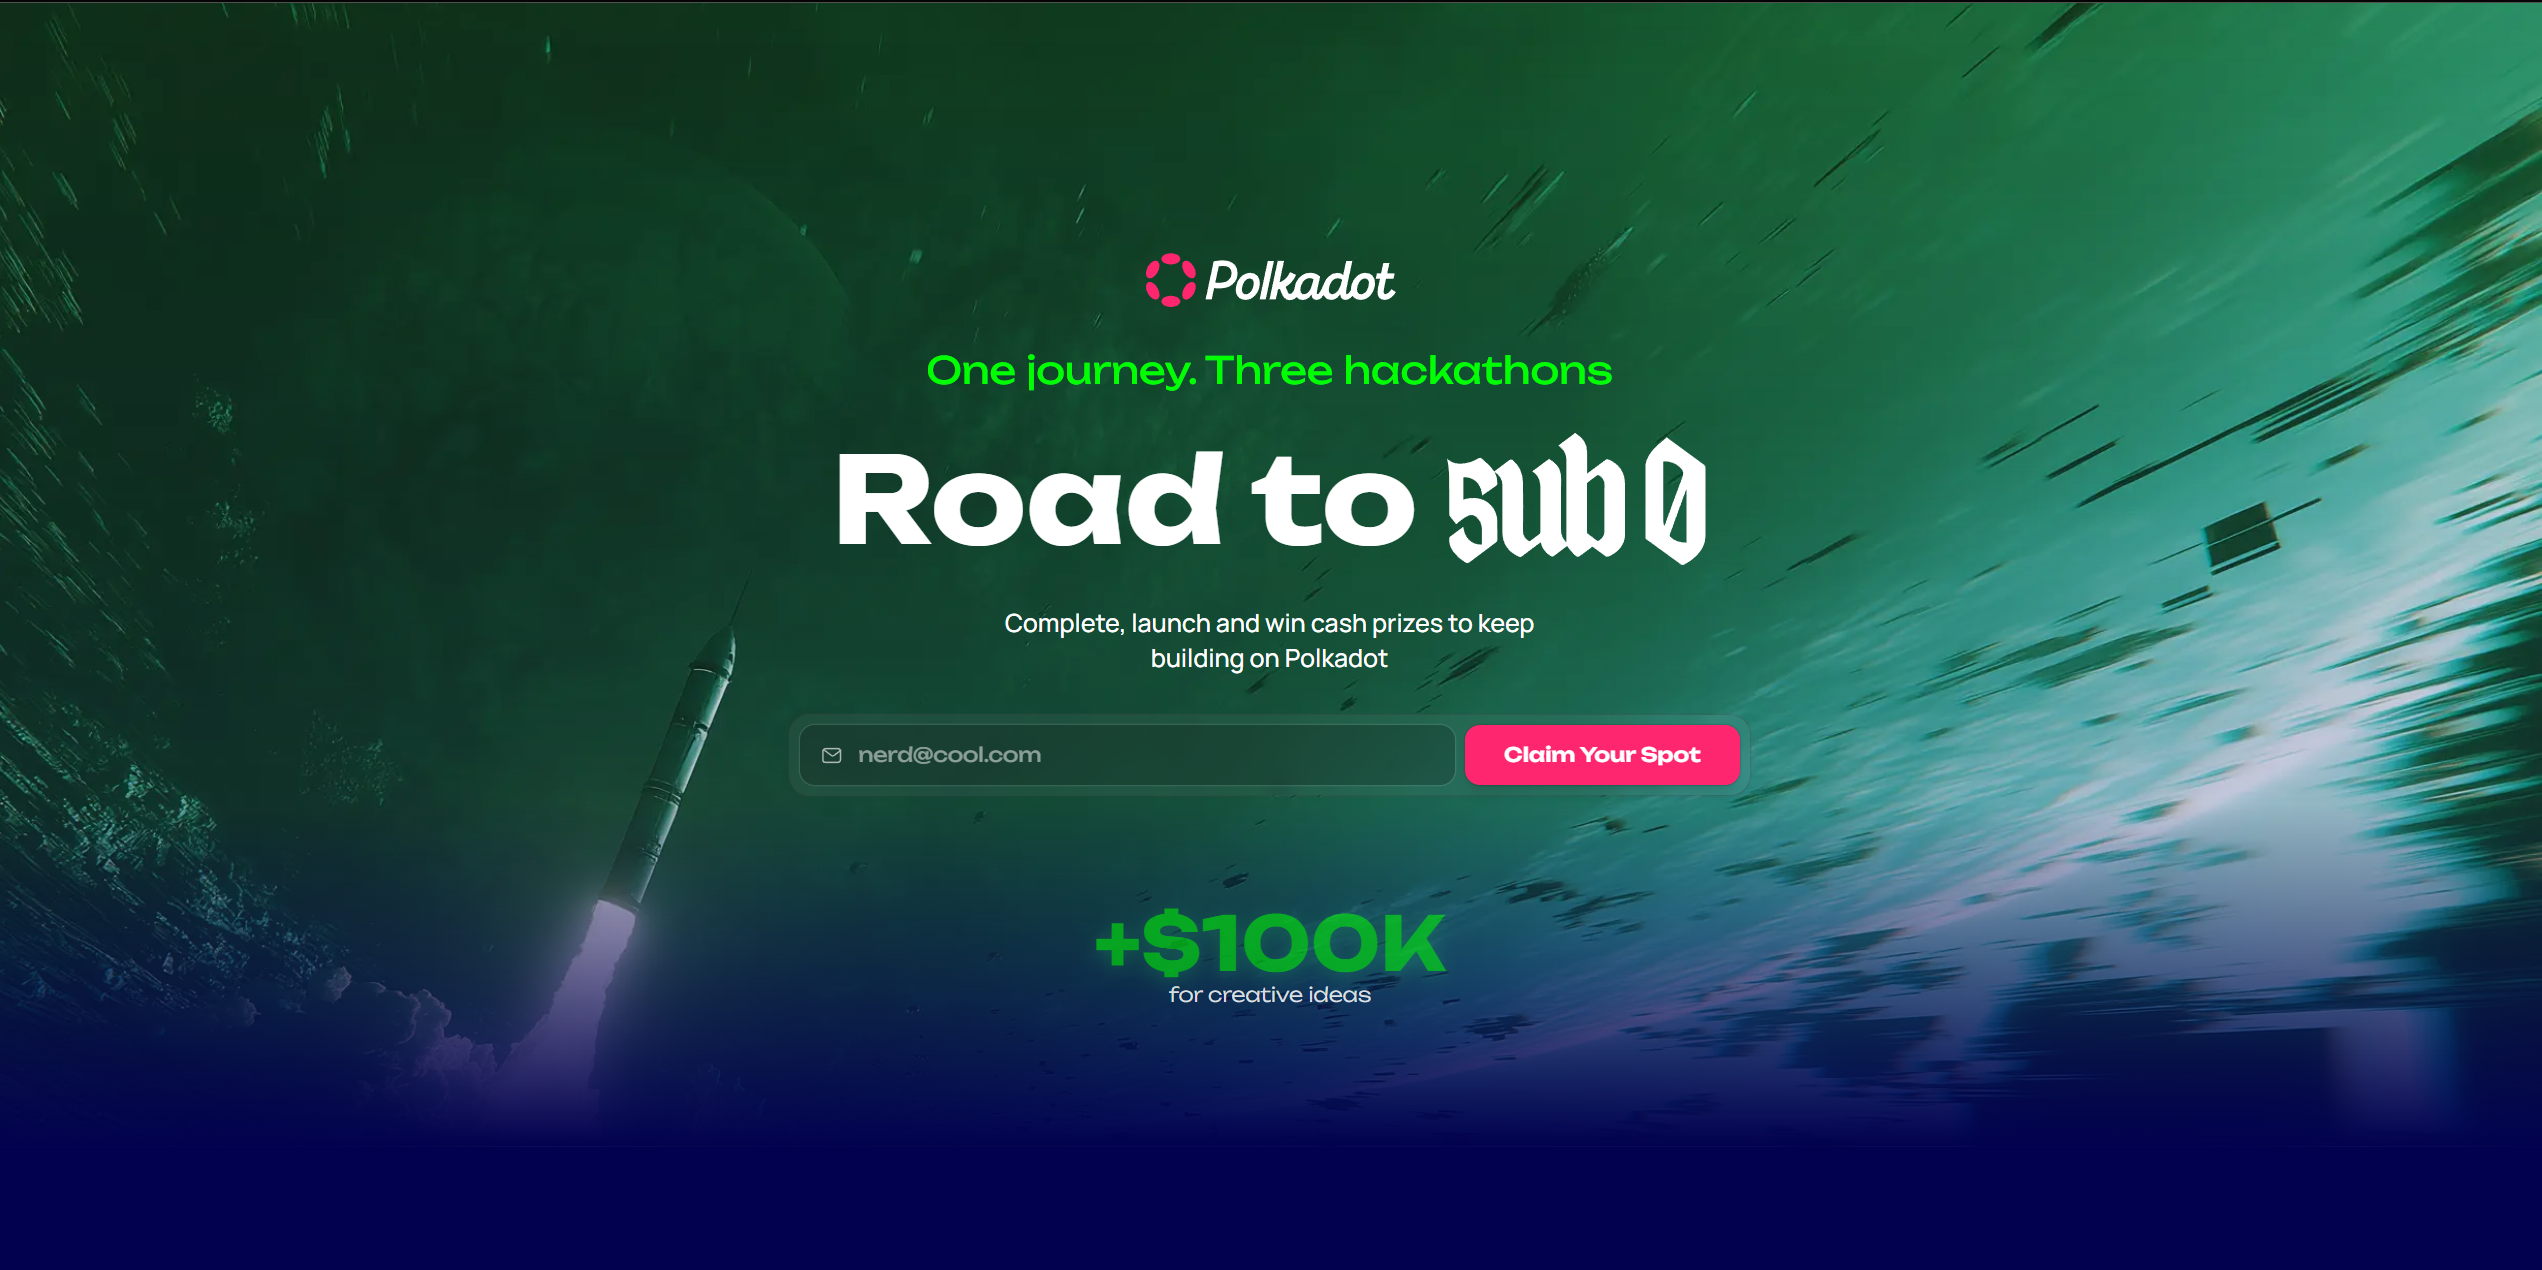 Polkadot
One journey. Three hackathons
Road to sub0
Complete, launch and win cash prizes to keep
building on Polkadot
nerd@cool.com
Claim Your Spot
+$100K
for creative ideas